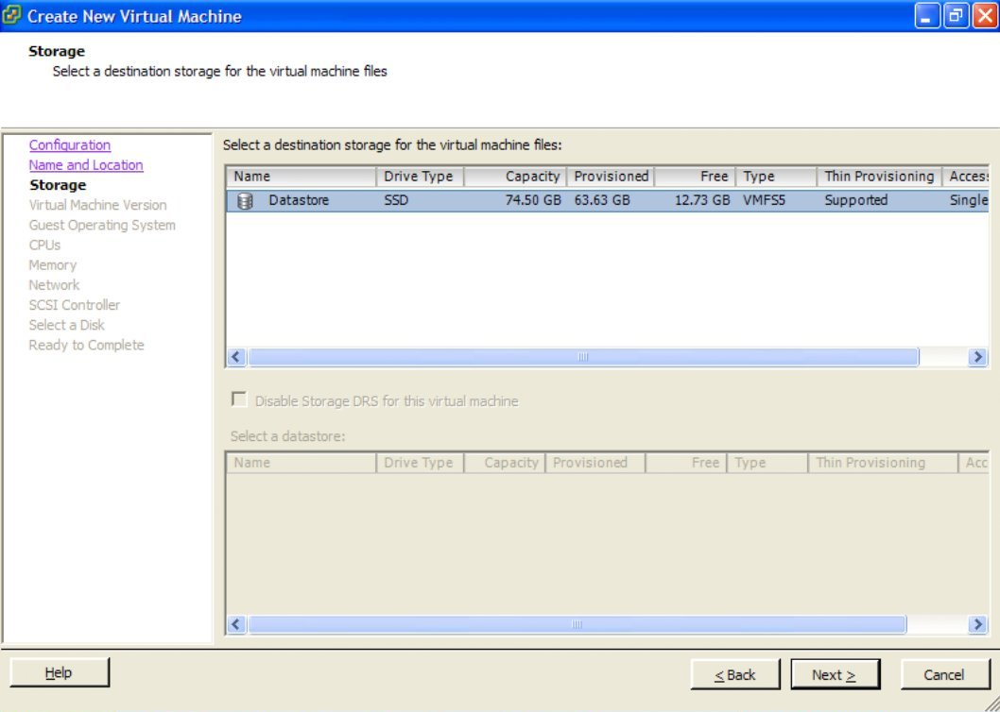 Create New Virtual Machine
Storage
Select a destination storage for the virtual machine files
Configuration
Name and Location
Storage
Virtual Machine Version
Guest Operating System
CPUs
Memory
Network
SCSI Controller
Select a Disk
Ready to Complete
Select a destination storage for the virtual machine files:
Name Drive Type Capacity Provisioned Free Type Thin Provisioning Access
Datastore SSD 74.50 GB 63.63 GB 12.73 GB VMFS5 Supported Single
Disable Storage DRS for this virtual machine
Select a datastore:
Name Drive Type Capacity Provisioned Free Type Thin Provisioning Acc
Help < Back Next > Cancel